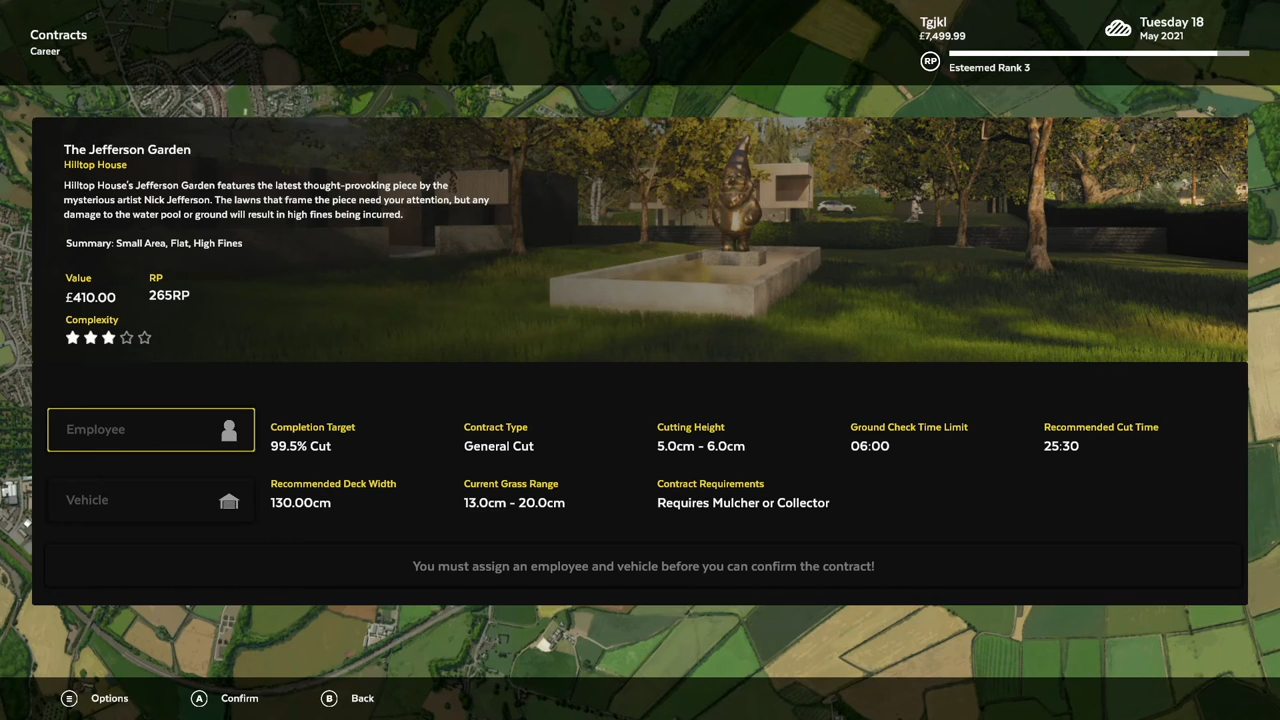 Contracts
Career
Tgjkl
£7,499.99
Tuesday 18
May 2021
RP
Esteemed Rank 3
The Jefferson Garden
Hilltop House
Hilltop House's Jefferson Garden features the latest thought-provoking piece by the
mysterious artist Nick Jefferson. The lawns that frame the piece need your attention, but any
damage to the water pool or ground will result in high fines being incurred.
Summary: Small Area, Flat, High Fines
Value
£410.00
RP
265RP
Complexity
Employee
Completion Target
99.5% Cut
Contract Type
General Cut
Cutting Height
5.0cm - 6.0cm
Ground Check Time Limit
06:00
Recommended Cut Time
25:30
Vehicle
Recommended Deck Width
130.00cm
Current Grass Range
13.0cm - 20.0cm
Contract Requirements
Requires Mulcher or Collector
You must assign an employee and vehicle before you can confirm the contract!
Options
A Confirm
B Back